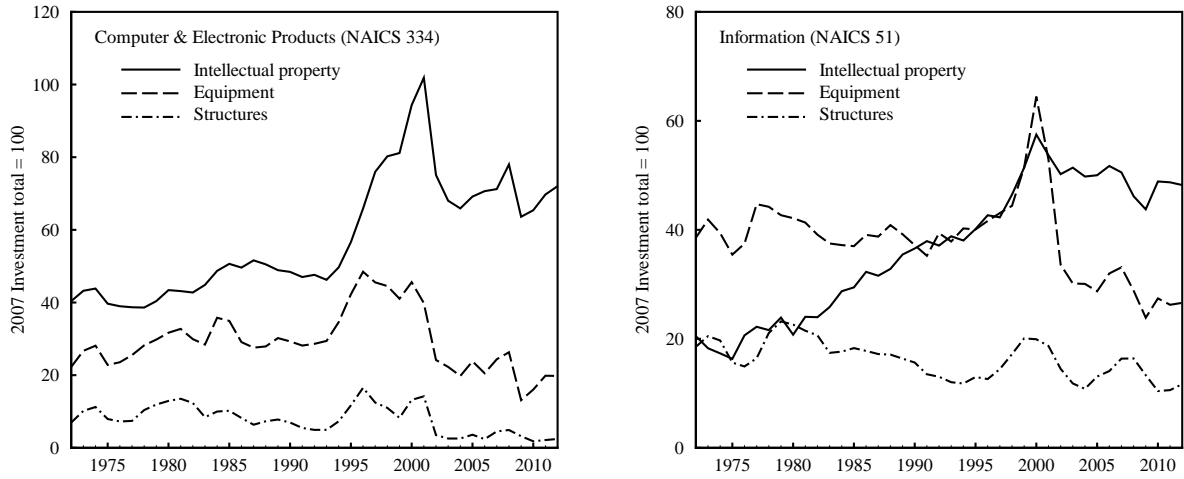 Computer & Electronic Products (NAICS 334)
Intellectual property
Equipment
Structures
2007 Investment total = 100
120
100
80
60
40
20
0
1975 1980 1985 1990 1995 2000 2005 2010
Information (NAICS 51)
Intellectual property
Equipment
Structures
2007 Investment total = 100
80
60
40
20
0
1975 1980 1985 1990 1995 2000 2005 2010